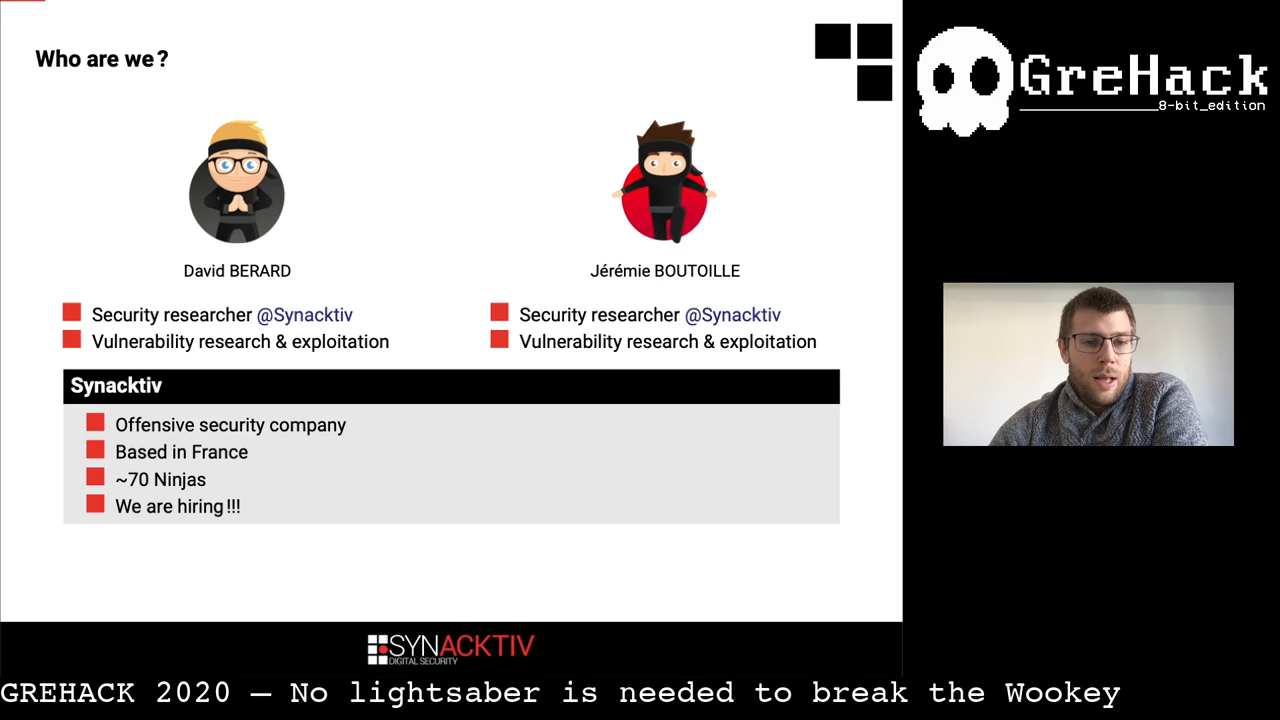 Who are we ?
GreHack
8-bit_edition
David BERARD
Jérémie BOUTOILLE
Security researcher @Synacktiv
Vulnerability research & exploitation
Security researcher @Synacktiv
Vulnerability research & exploitation
Synacktiv
Offensive security company
Based in France
~70 Ninjas
We are hiring !!!
SYNACKTIV
DIGITAL SECURITY
GREHACK 2020 — No lightsaber is needed to break the Wookey